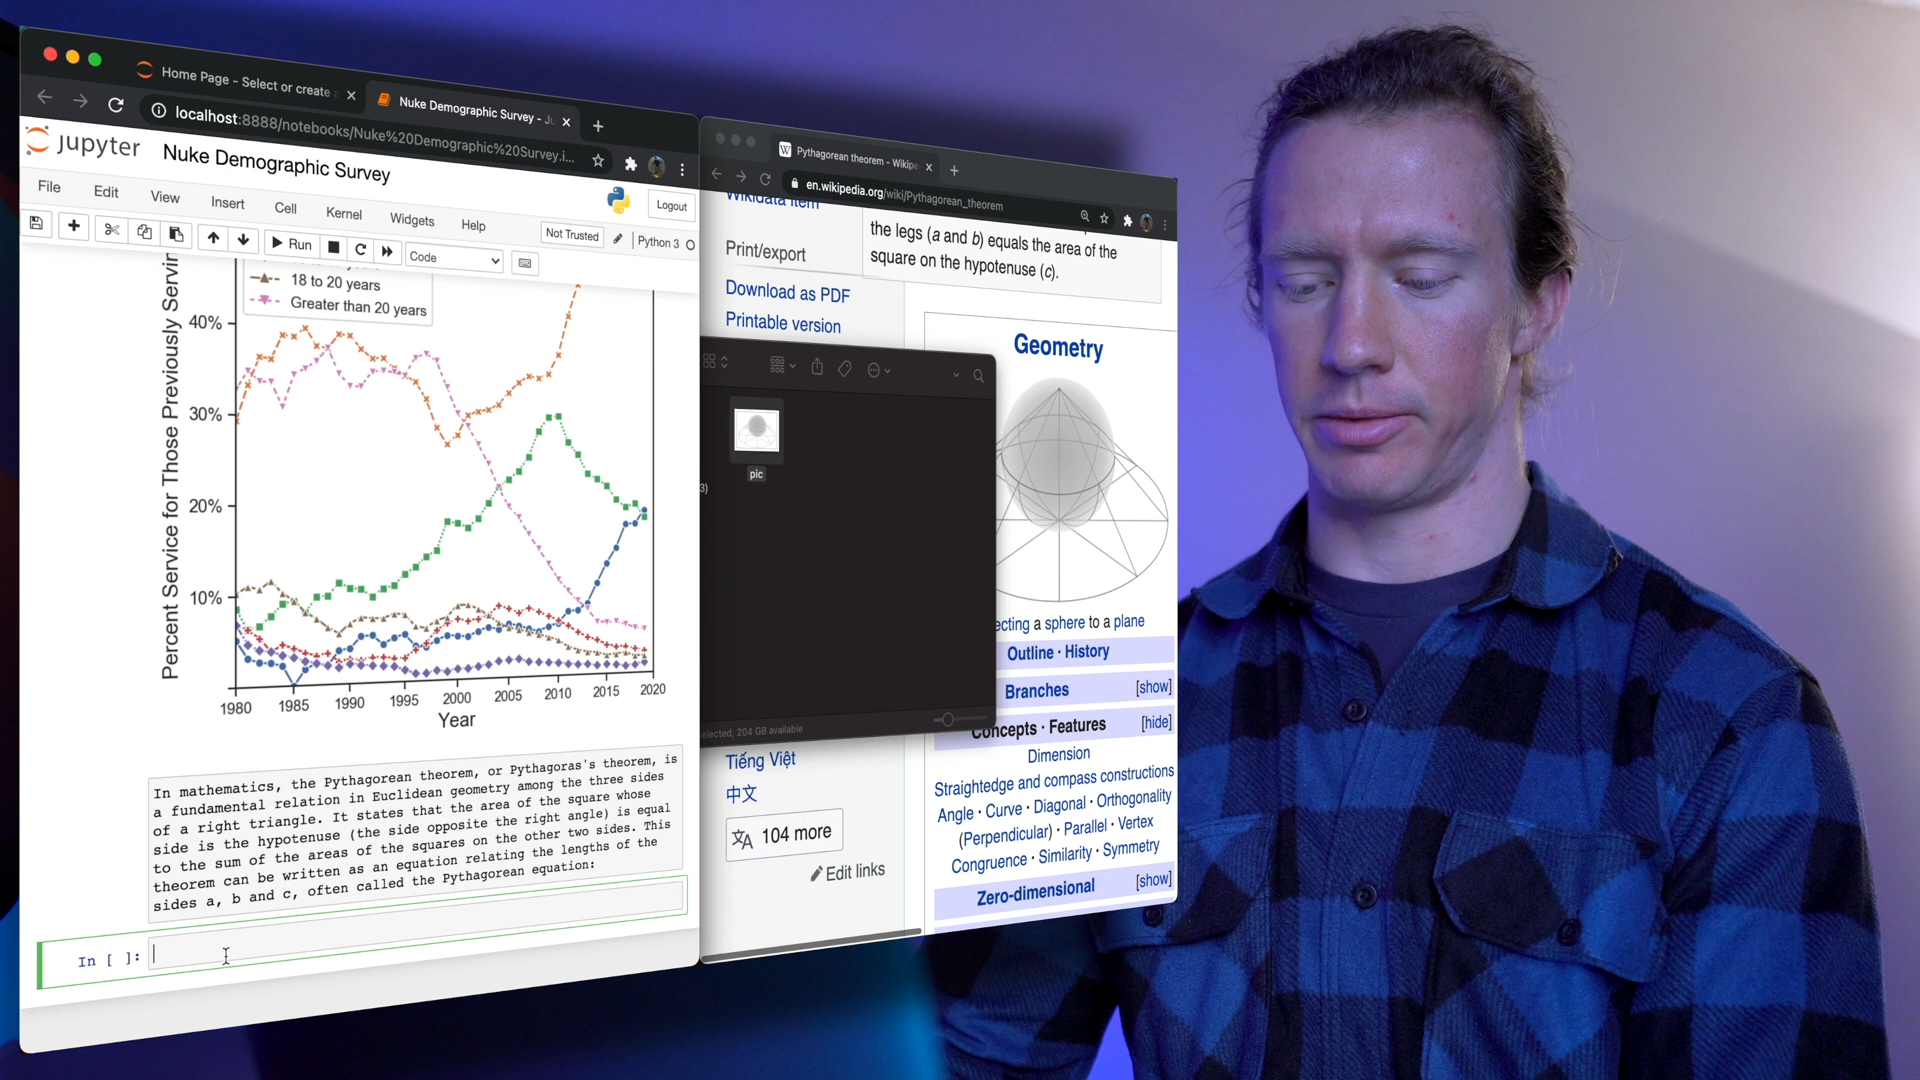 Home Page - Select or create
Nuke Demographic Survey - Ju
localhost:8888/notebooks/Nuke%20Demographic%20Survey.i...
jupyter
Nuke Demographic Survey
Logout
File
Edit
View
Insert
Cell
Kernel
Widgets
Help
Not Trusted
Python 3
Run
Code
18 to 20 years
Greater than 20 years
Percent Service for Those Previously Servin
40%
30%
20%
10%
1980
1985
1990
1995
2000
2005
2010
2015
2020
Year
In mathematics, the Pythagorean theorem, or Pythagoras's theorem, is
a fundamental relation in Euclidean geometry among the three sides
of a right triangle. It states that the area of the square whose
side is the hypotenuse (the side opposite the right angle) is equal
to the sum of the areas of the squares on the other two sides. This
theorem can be written as an equation relating the lengths of the
sides a, b and c, often called the Pythagorean equation:
In [ ]:
Pythagorean theorem - Wikipe
en.wikipedia.org/wiki/Pythagorean_theorem
Wikidata item
Print/export
Download as PDF
Printable version
the legs (a and b) equals the area of the
square on the hypotenuse (c).
pic
3)
elected, 204 GB available
Geometry
ecting a sphere to a plane
Outline · History
Branches
[show]
Concepts · Features
[hide]
Dimension
Straightedge and compass constructions
Angle · Curve · Diagonal · Orthogonality
(Perpendicular) · Parallel · Vertex
Congruence · Similarity · Symmetry
Zero-dimensional
[show]
Tiếng Việt
中文
104 more
Edit links